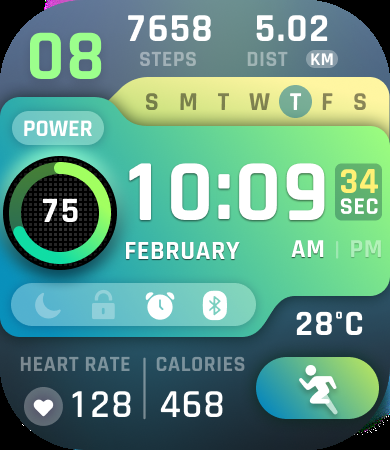 08
7658
STEPS
5.02
DIST KM
S M T W T F S
POWER
75
10:09
34
SEC
FEBRUARY
AM | PM
28°C
HEART RATE
128
CALORIES
468